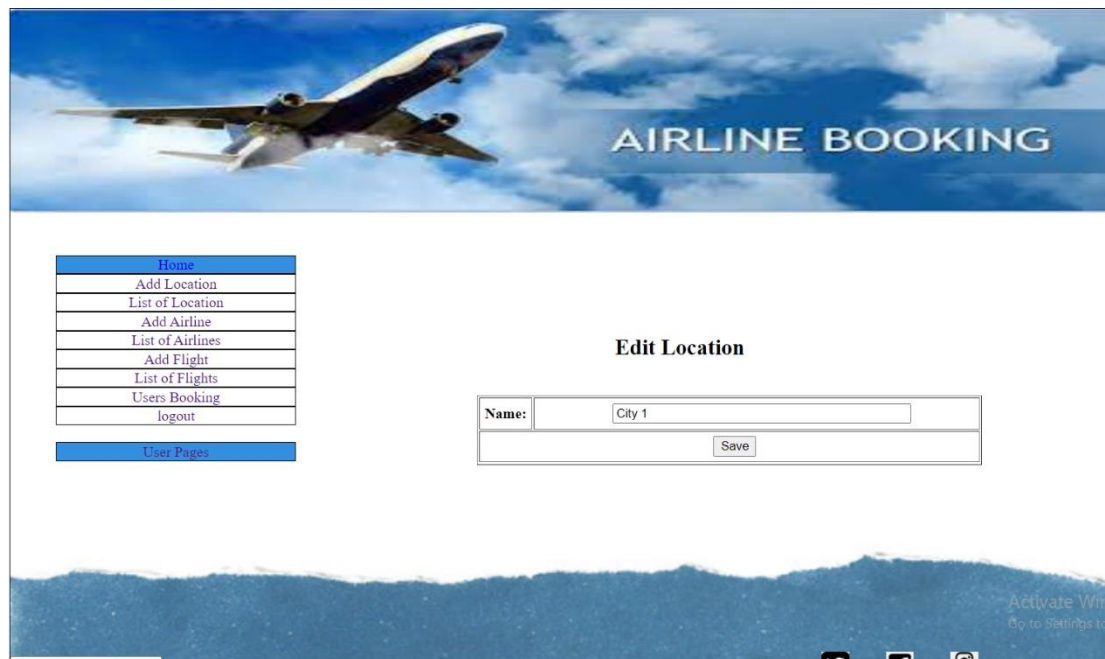 AIRLINE BOOKING
Home
Add Location
List of Location
Add Airline
List of Airlines
Add Flight
List of Flights
Users Booking
logout
User Pages
Edit Location
Name: City 1
Save
Activate Wi
Go to Settings to